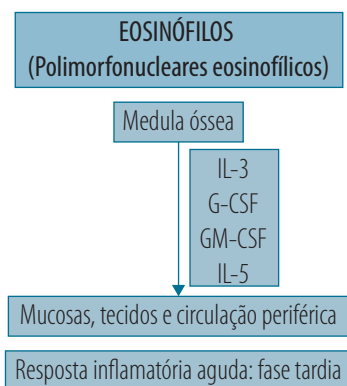 EOSINÓFILOS
(Polimorfonucleares eosinofílicos)
Medula óssea
IL-3
G-CSF
GM-CSF
IL-5
Mucosas, tecidos e circulação periférica
Resposta inflamatória aguda: fase tardia